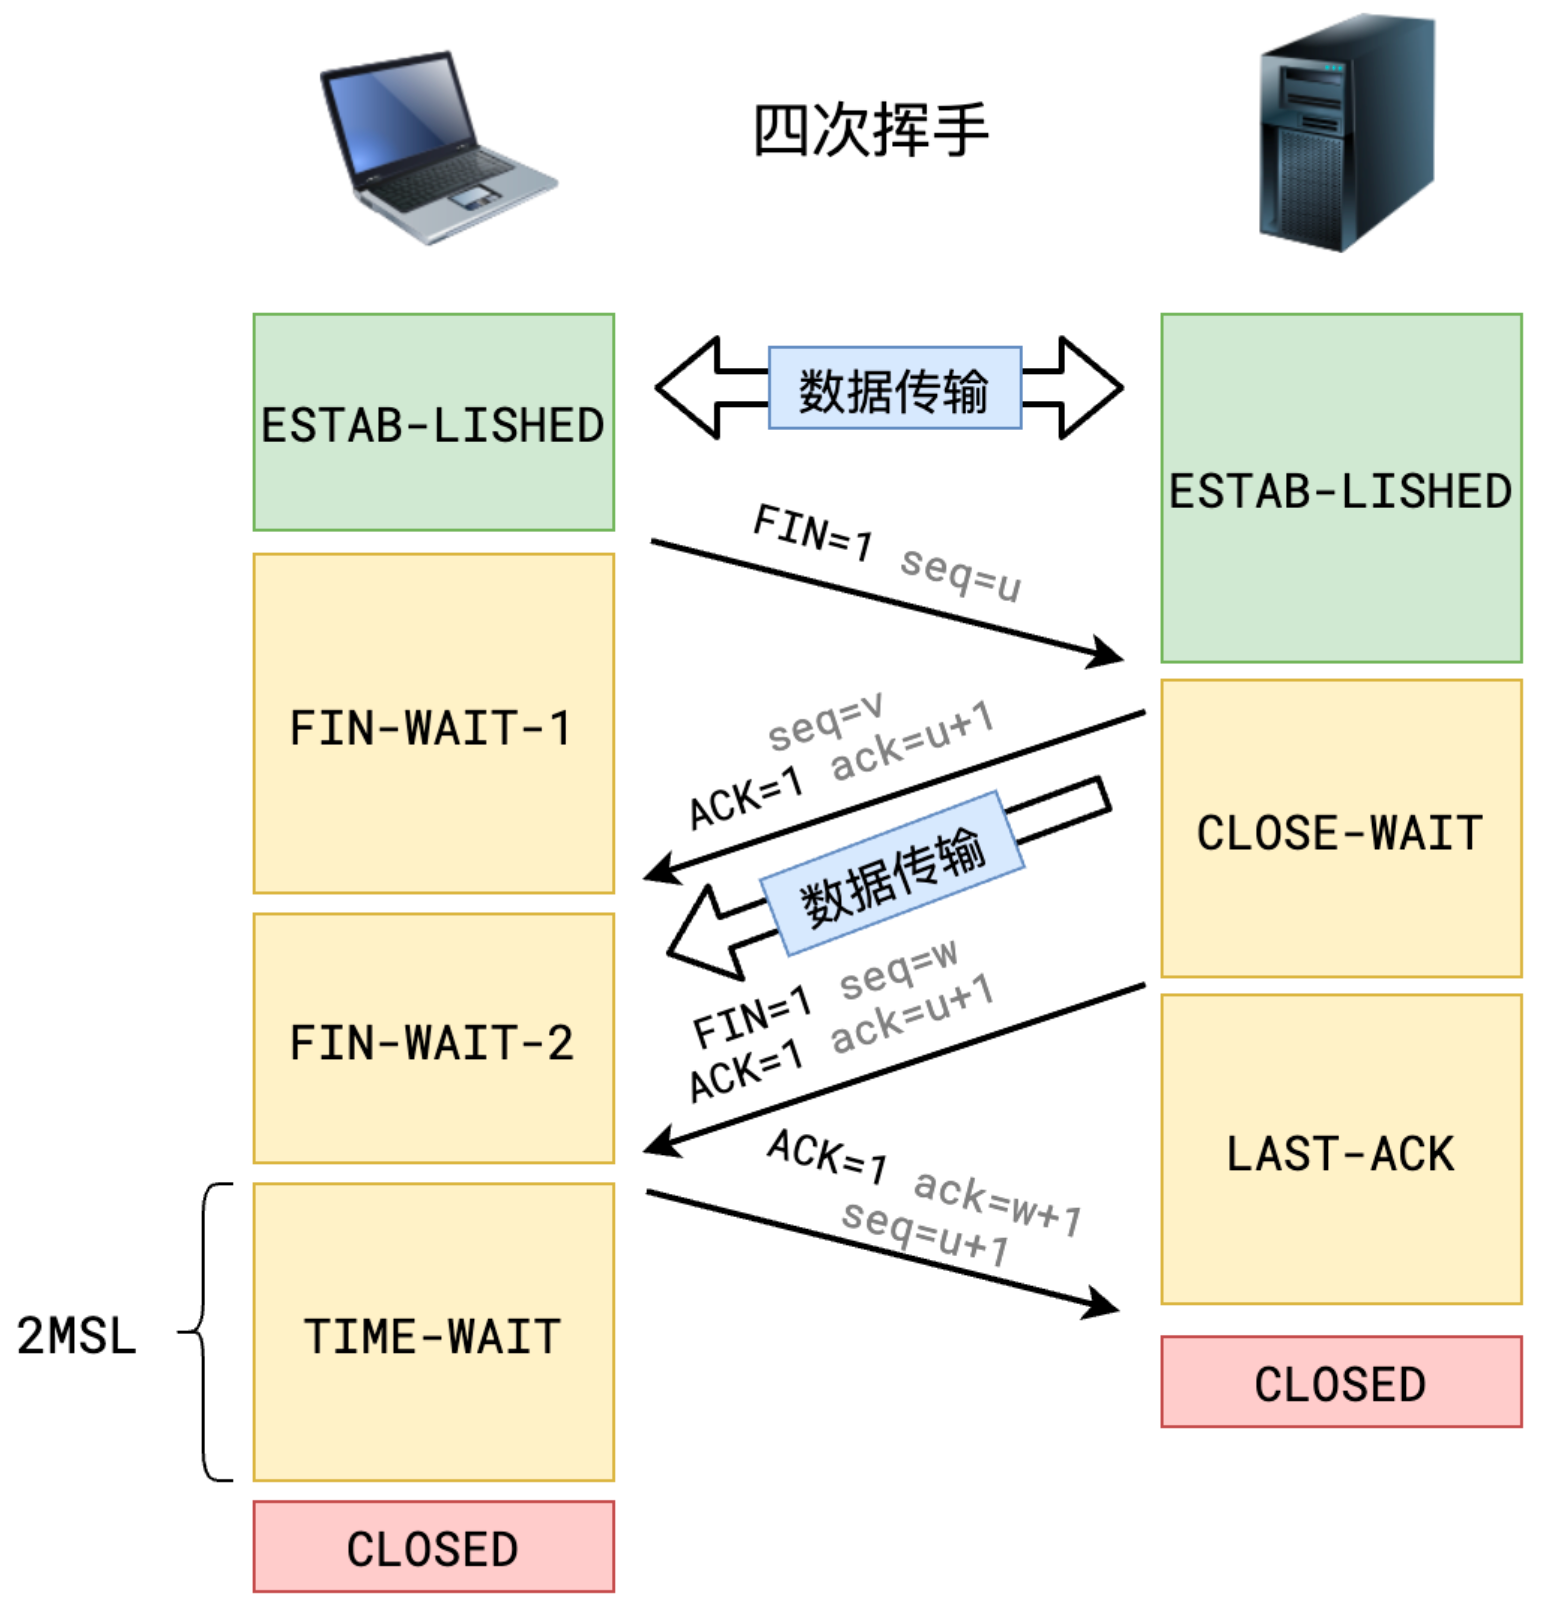 四次挥手
数据传输
ESTAB-LISHED
ESTAB-LISHED
FIN=1 seq=u
FIN-WAIT-1
seq=v
ACK=1 ack=u+1
CLOSE-WAIT
数据传输
FIN-WAIT-2
FIN=1 seq=w
ACK=1 ack=u+1
LAST-ACK
ACK=1 ack=w+1
seq=u+1
2MSL
TIME-WAIT
CLOSED
CLOSED